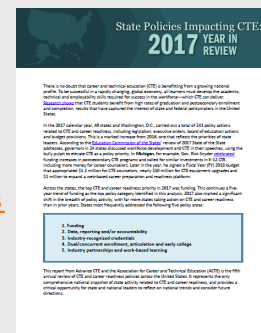 State Policies Impacting CTE:
2017 YEAR IN
REVIEW
There is no doubt that career and technical education (CTE) is benefitting from a growing national
profile. To be successful in a rapidly changing, global economy, all learners must develop the academic,
technical and employability skills required for success in the workforce—which CTE can deliver.
Research shows that CTE students benefit from high rates of graduation and postsecondary enrollment
and completion, results that have captured the interest of state and federal policymakers in the United
States.
In the 2017 calendar year, 49 states and Washington, D.C., carried out a total of 241 policy actions
related to CTE and career readiness, including legislation, executive orders, board of education actions
and budget provisions. This is a marked increase from 2016, one that reflects the priorities of state
leaders. According to the Education Commission of the States' review of 2017 State of the State
addresses, governors in 24 states discussed workforce development and CTE in their speeches, using the
bully pulpit to elevate CTE as a policy priority. In Michigan, for example, Gov. Rick Snyder celebrated
funding increases in postsecondary CTE programs and called for similar investments in K-12 CTE,
including more money for career counselors. Later in the year, he signed a fiscal Year (FY) 2018 budget
that appropriated $1.2 million for CTE counselors, nearly $10 million for CTE equipment upgrades and
$1 million to expand a web-based career preparation and readiness platform.
Across the states, the top CTE and career readiness priority in 2017 was funding. This continues a five-
year trend of funding as the top policy category identified in this analysis. 2017 also marked a significant
shift in the breadth of policy activity, with far more states taking action on CTE and career readiness
than in prior years. States most frequently addressed the following five policy areas:
1. Funding
2. Data, reporting and/or accountability
3. Industry-recognized credentials
4. Dual/concurrent enrollment, articulation and early college
5. Industry partnerships and work-based learning
This report from Advance CTE and the Association for Career and Technical Education (ACTE) is the fifth
annual review of CTE and career readiness policies across the United States. It represents the only
comprehensive national snapshot of state activity related to CTE and career readiness, and provides a
critical opportunity for state and national leaders to reflect on national trends and consider future
directions.